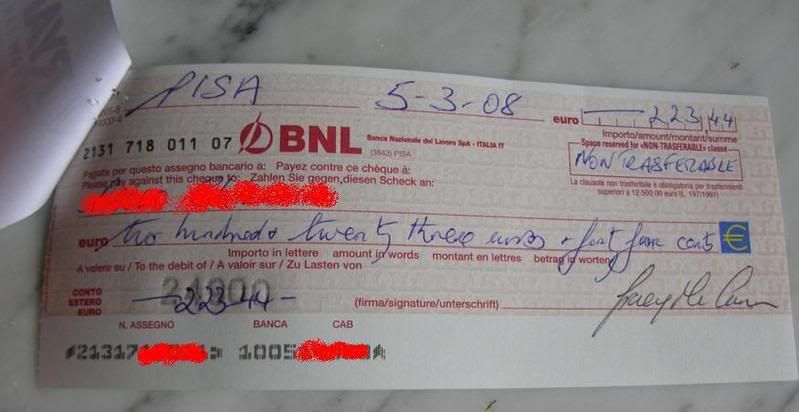 PISA 5-3-08 euro 223,44
Importo/amount/montant/summe
2131 718 011 07 BNL Banca Nazionale del Lavoro SpA - ITALIA IT
(3843) PISA
Space reserved for «NON-TRASFERABLE» clause
NON TRASFERABLE
Pagate per questo assegno bancario a: Payez contre ce chèque à:
Please pay against this cheque to: Zahlen Sie gegen diesen Scheck an:
La clausola non trasferibile è obbligatoria per trasferimenti
superiori a 12.500,00 euro (L. 197/1991)
euro two hundred & twenty three euros & forty four cents €
Importo in lettere amount in words montant en lettres betrag in worten
A valere su / To the debit of / A valoir sur / Zu Lasten von
CONTO
ESTERO
EURO
223 44 -
(firma/signature/unterschrift)
N. ASSEGNO BANCA CAB
21317 1005